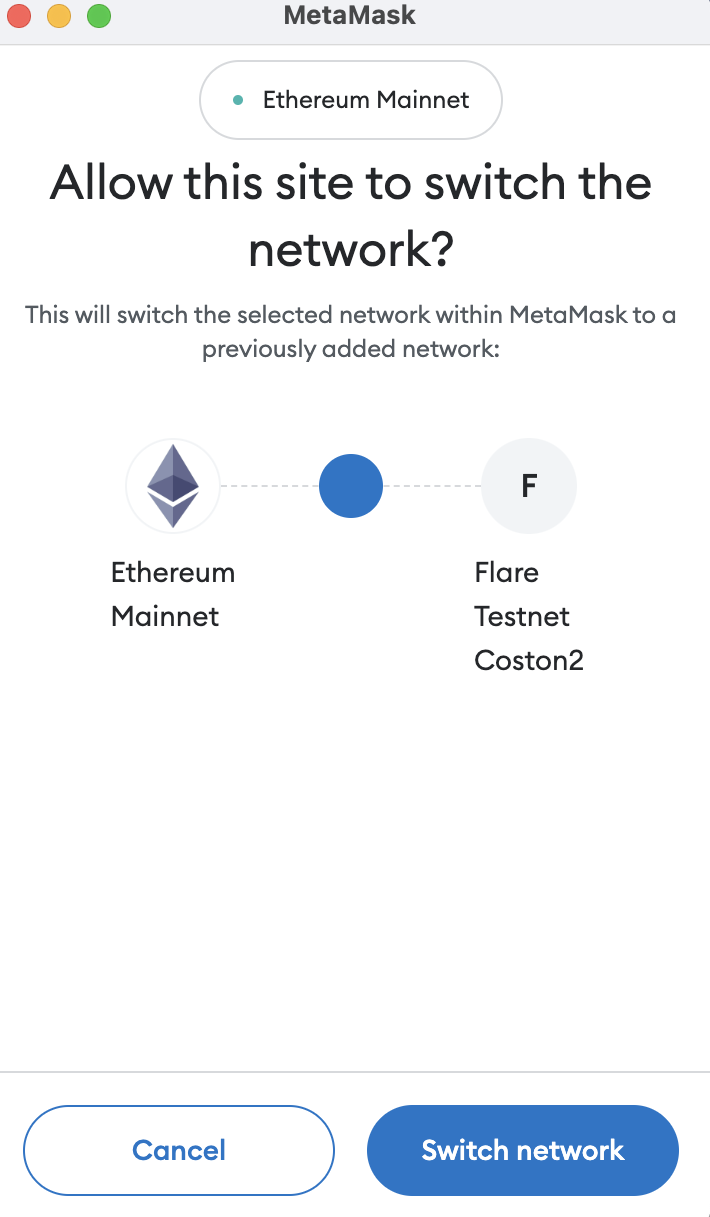 MetaMask
Ethereum Mainnet
Allow this site to switch the
network?
This will switch the selected network within MetaMask to a
previously added network:
F
Ethereum
Mainnet
Flare
Testnet
Coston2
Cancel
Switch network